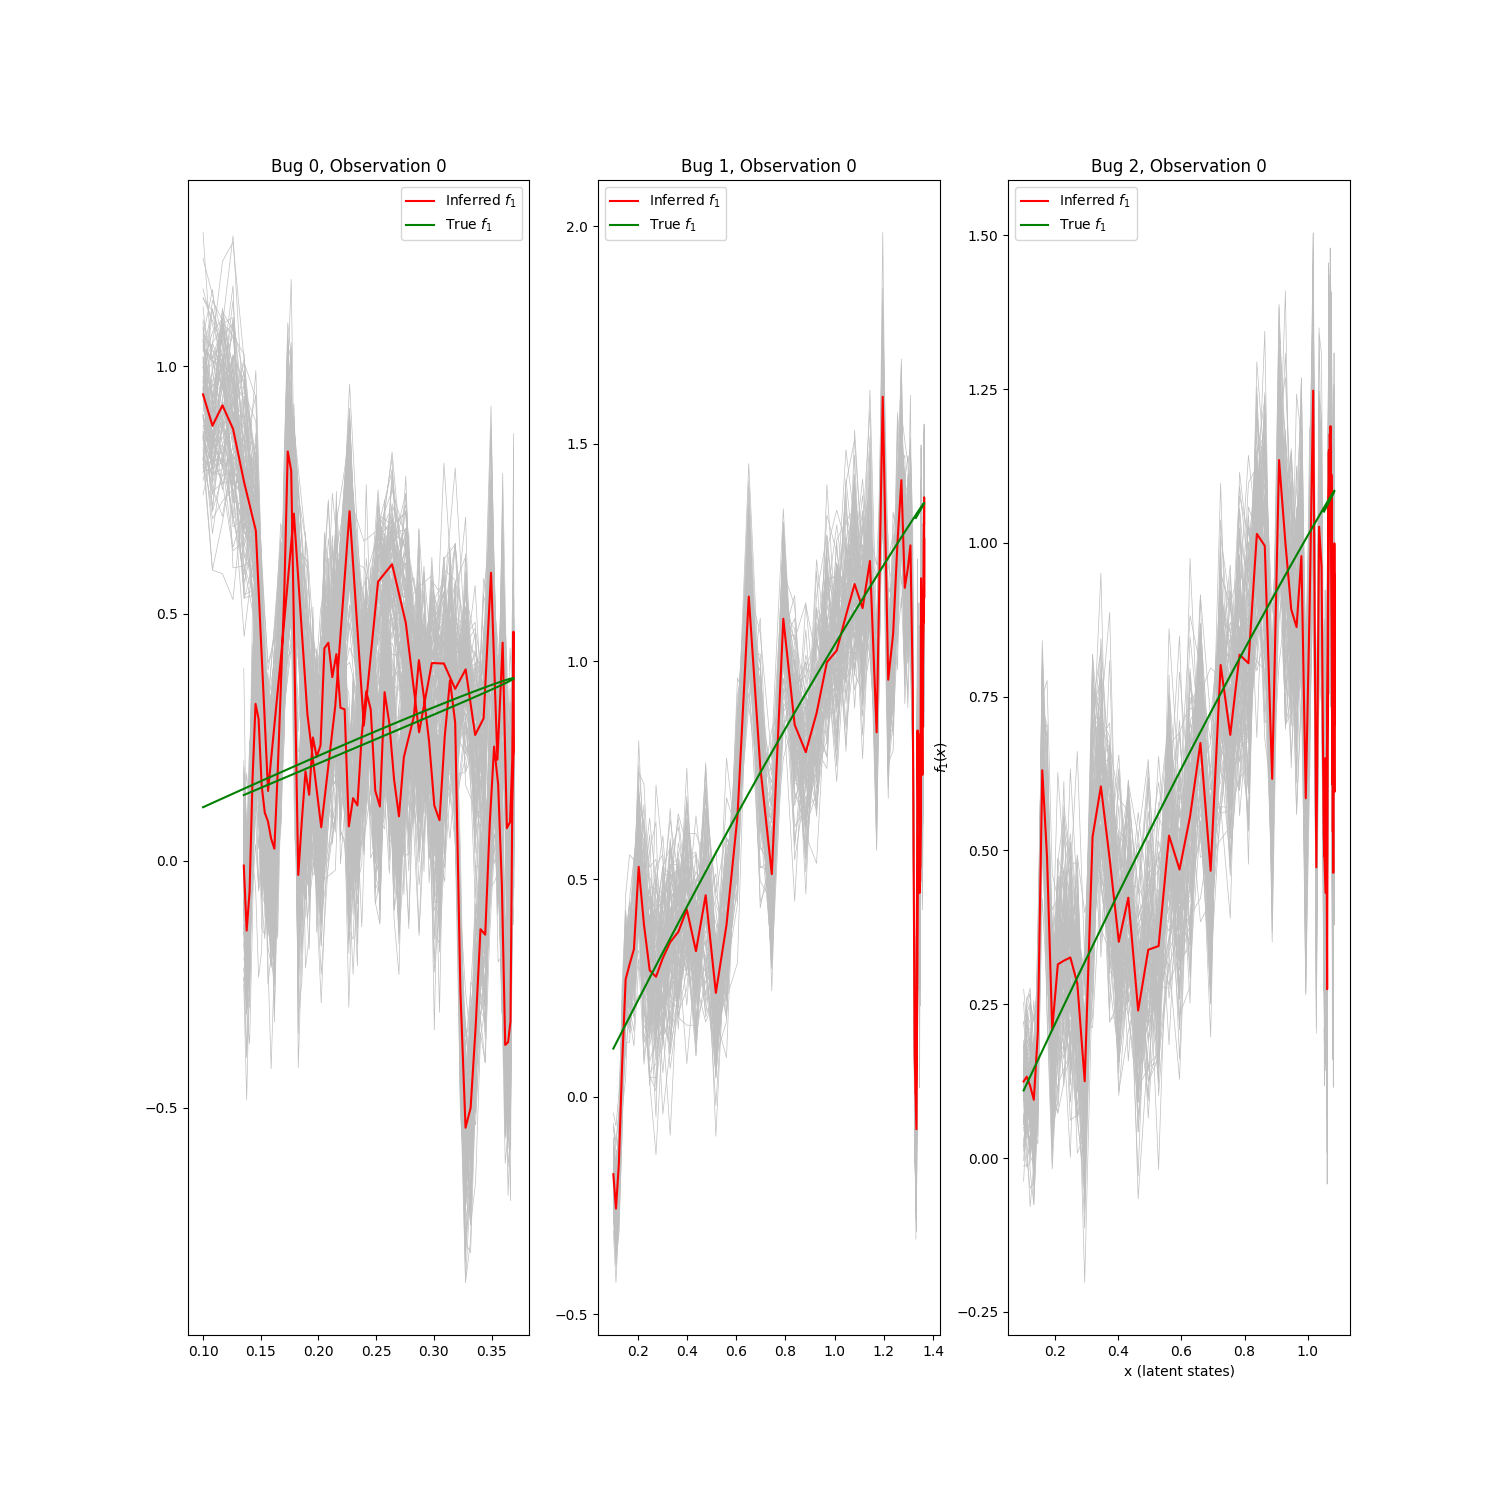 Bug 0, Observation 0
Inferred f₁
True f₁
1.0
0.5
0.0
−0.5
0.10 0.15 0.20 0.25 0.30 0.35
Bug 1, Observation 0
Inferred f₁
True f₁
2.0
1.5
1.0
0.5
0.0
−0.5
0.2 0.4 0.6 0.8 1.0 1.2 1.4
Bug 2, Observation 0
Inferred f₁
True f₁
f₁(x)
1.50
1.25
1.00
0.75
0.50
0.25
0.00
−0.25
0.2 0.4 0.6 0.8 1.0
x (latent states)